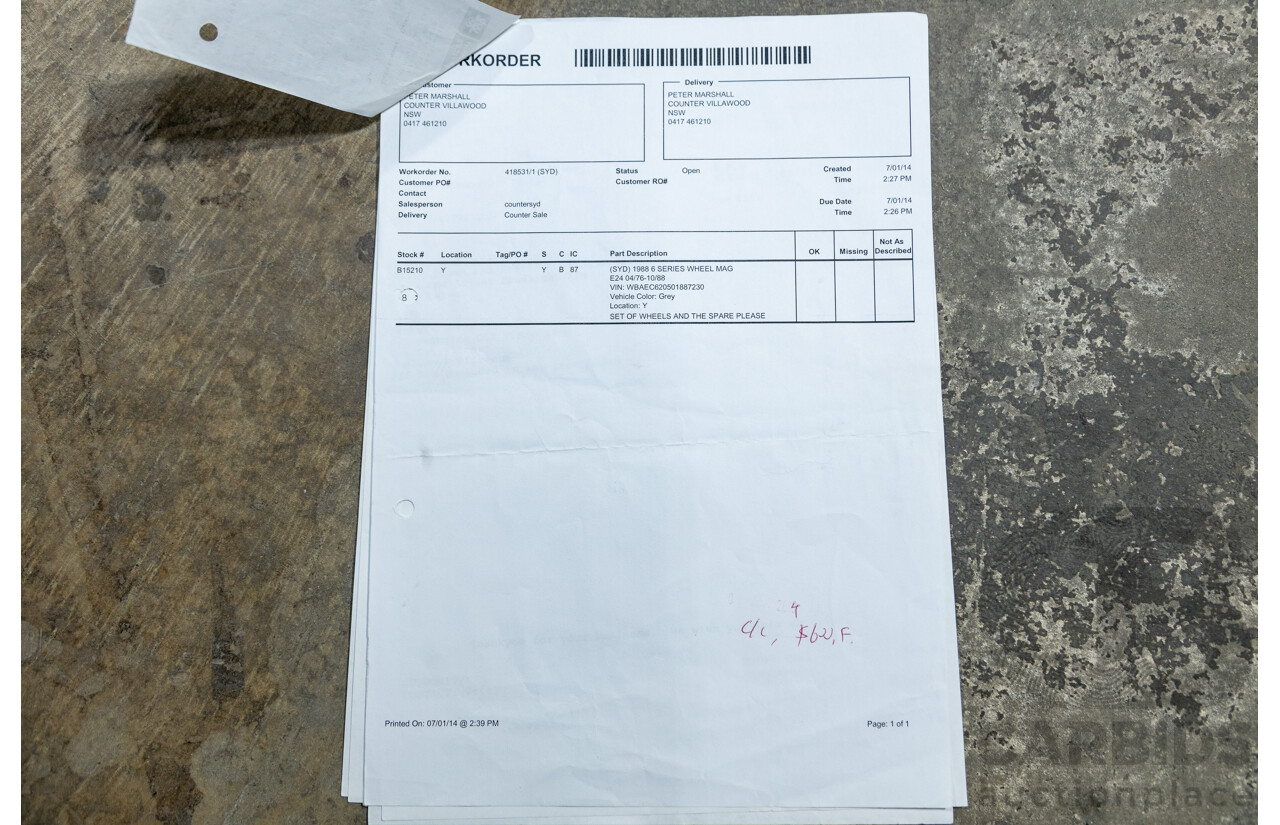 RKORDER
Customer
PETER MARSHALL
COUNTER VILLAWOOD
NSW
0417 461210
Delivery
PETER MARSHALL
COUNTER VILLAWOOD
NSW
0417 461210
Workorder No. 418531/1 (SYD) Status Open Created 7/01/14
Customer PO# Customer RO# Time 2:27 PM
Contact
Salesperson countersyd Due Date 7/01/14
Delivery Counter Sale Time 2:26 PM
Stock # Location Tag/PO # S C IC Part Description OK Missing Not As Described
B15210 Y Y B 87 (SYD) 1988 6 SERIES WHEEL MAG
E24 04/76-10/88
VIN: WBAEC620501887230
8 Vehicle Color: Grey
Location: Y
SET OF WHEELS AND THE SPARE PLEASE
4
Printed On: 07/01/14 @ 2:39 PM Page: 1 of 1
CARBIDS
auctionplace